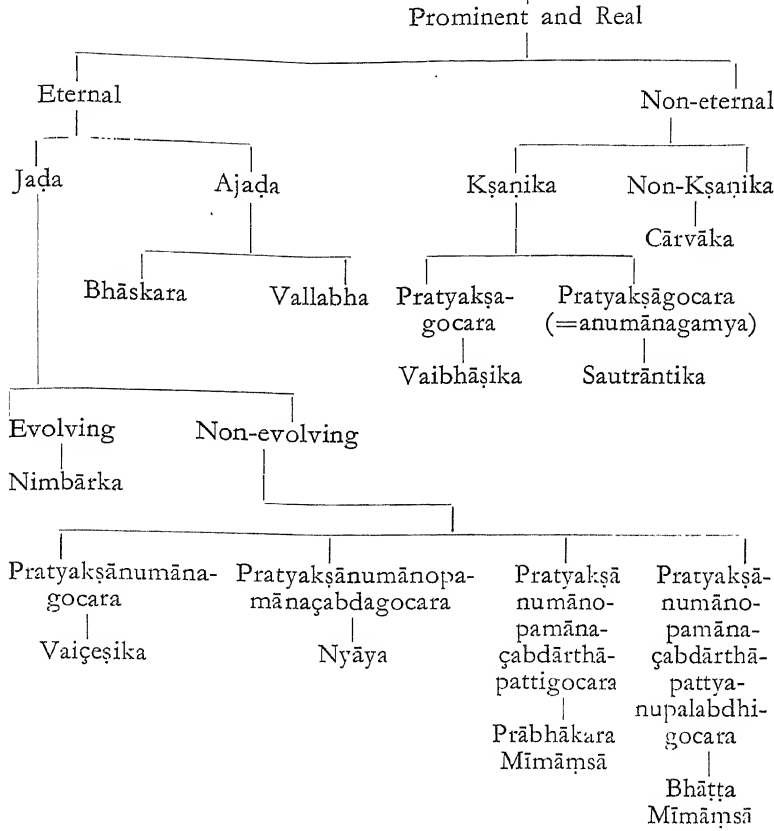 Prominent and Real
Eternal
Non-eternal
Jaḍa
Ajaḍa
Kṣaṇika
Non-Kṣaṇika
Cārvāka
Bhāskara
Vallabha
Pratyakṣa-
gocara
Vaibhāṣika
Pratyakṣāgocara
(=anumānagamya)
Sautrāntika
Evolving
Nimbārka
Non-evolving
Pratyakṣānumāna-
gocara
Vaiçeṣika
Pratyakṣānumānopa-
mānaçabdagocara
Nyāya
Pratyakṣā
numāno-
pamāna-
çabdārthā-
pattigocara
Prābhākara
Mīmāṃsā
Pratyakṣā-
numāno-
pamāna-
çabdārthā-
pattya-
nupalabdhi-
gocara
Bhāṭṭa
Mīmāṃsā